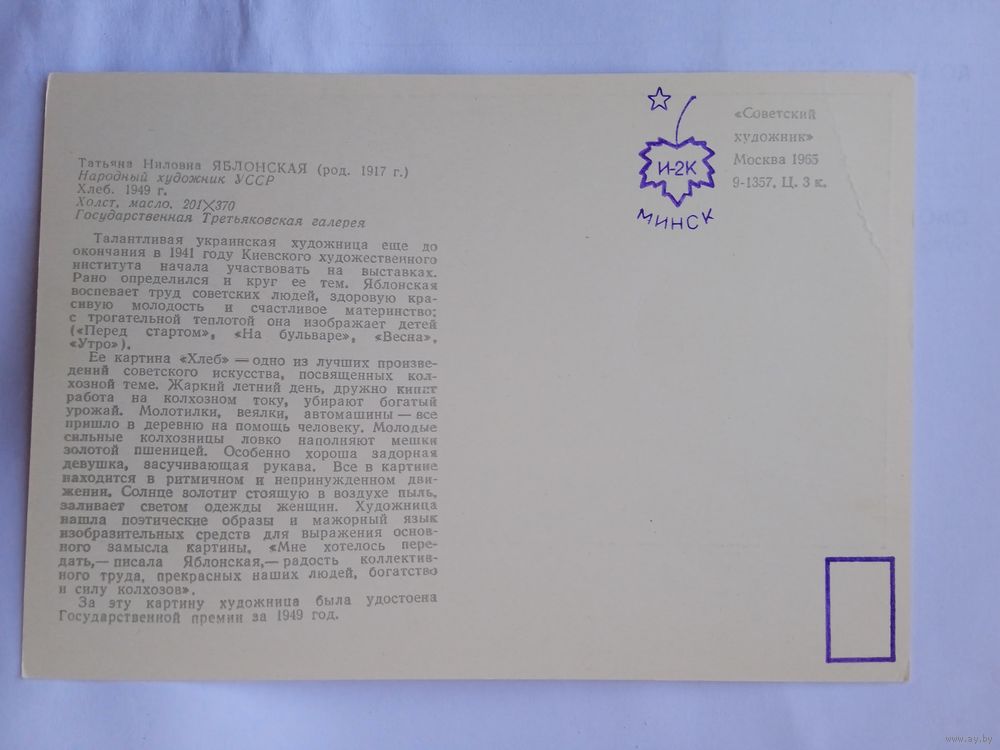 Татьяна Ниловна ЯБЛОНСКАЯ (род. 1917 г.)
Народный художник УССР
Хлеб. 1949 г.
Холст, масло. 201×370
Государственная Третьяковская галерея
Талантливая украинская художница еще до
окончания в 1941 году Киевского художественного
института начала участвовать на выставках.
Рано определился и круг ее тем. Яблонская
воспевает труд советских людей, здоровую кра-
сивую молодость и счастливое материнство;
с трогательной теплотой она изображает детей
(«Перед стартом», «На бульваре», «Весна»,
«Утро»).
Ее картина «Хлеб» — одно из лучших произве-
дений советского искусства, посвященных кол-
хозной теме. Жаркий летний день, дружно кипит
работа на колхозном току, убирают богатый
урожай. Молотилки, веялки, автомашины — все
пришло в деревню на помощь человеку. Молодые
сильные колхозницы ловко наполняют мешки
золотой пшеницей. Особенно хороша задорная
девушка, засучивающая рукава. Все в картине
находится в ритмичном и непринужденном дви-
жении. Солнце золотит стоящую в воздухе пыль,
заливает светом одежды женщин. Художница
нашла поэтические образы и мажорный язык
изобразительных средств для выражения основ-
ного замысла картины. «Мне хотелось пере-
дать,— писала Яблонская,— радость коллектив-
ного труда, прекрасных наших людей, богатство
и силу колхозов».
За эту картину художница была удостоена
Государственной премии за 1949 год.
И-2К
МИНСК
«Советский
художник»
Москва 1965
9-1357. Ц. 3 к.
www.ay.by